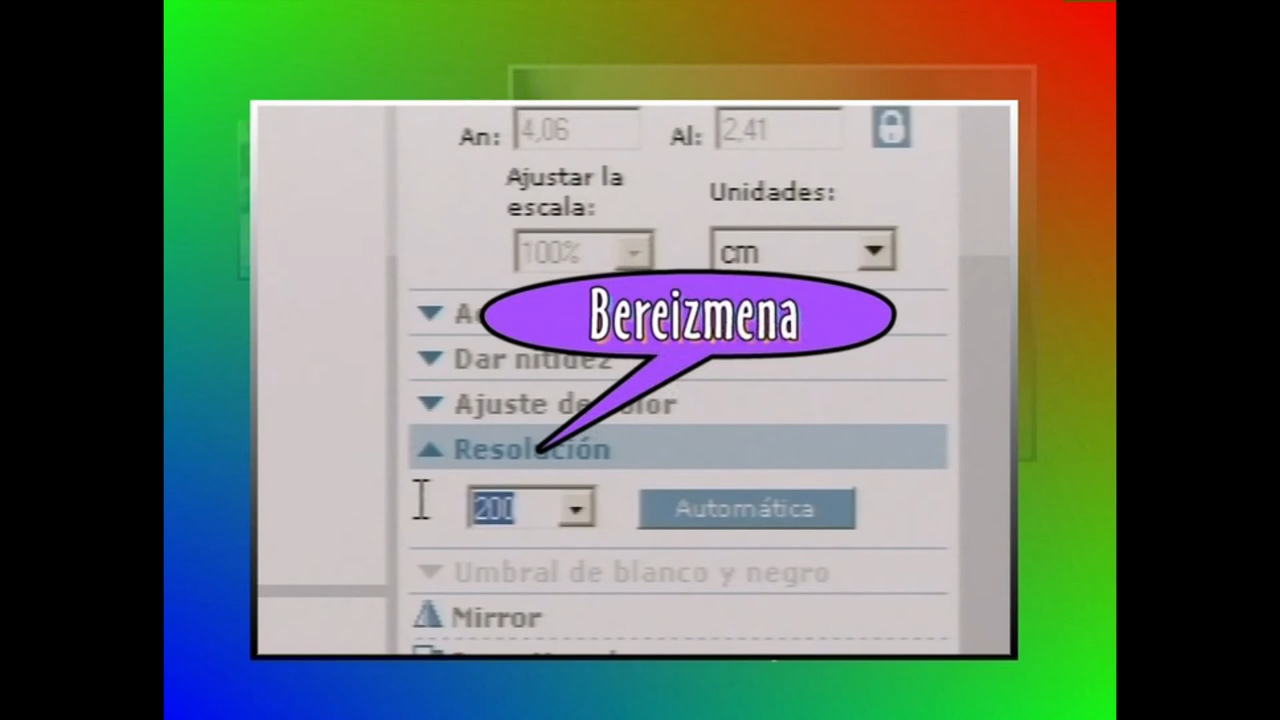 An: 4,06 Al: 2,41
Ajustar la
escala:
Unidades:
100% cm
Bereizmena
Dar nitidez
Ajuste de color
Resolución
200 Automática
Umbral de blanco y negro
Mirror